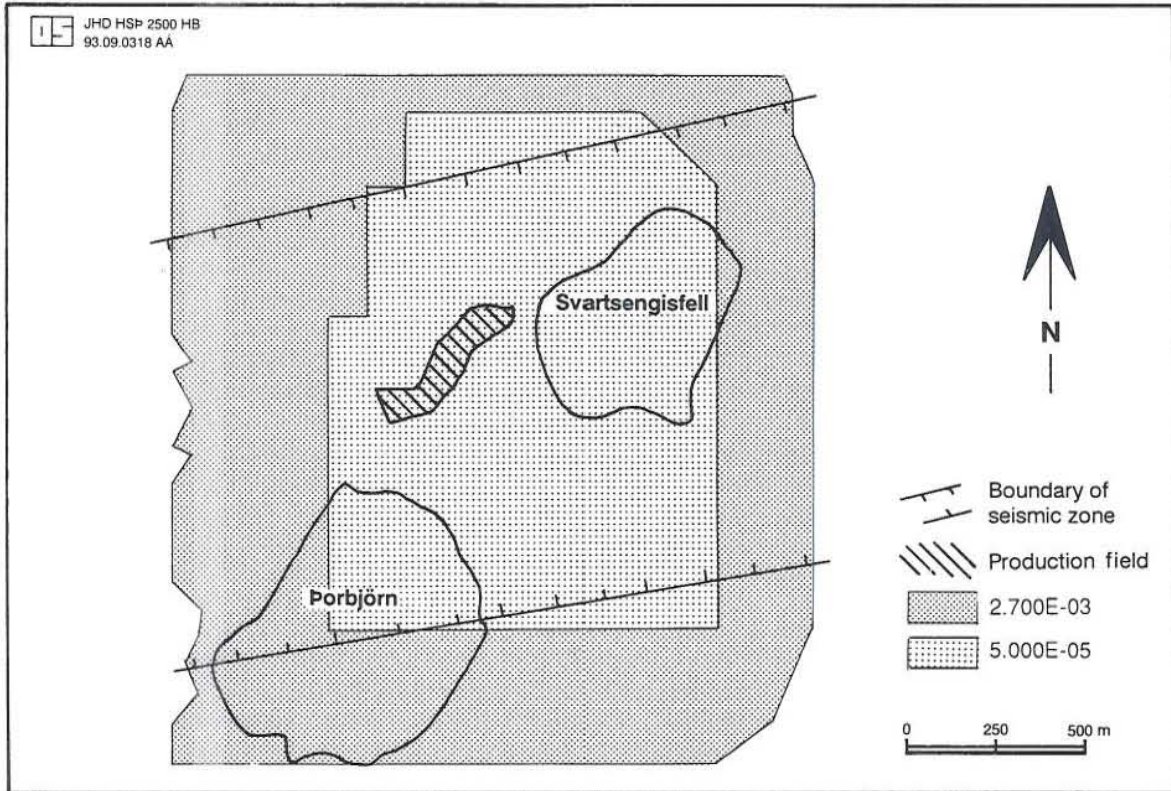 OS
JHD HSÞ 2500 HB
93.09.0318 AÁ
Svartsengisfell
N
Þorbjörn
Boundary of
seismic zone
Production field
2.700E-03
5.000E-05
0 250 500 m